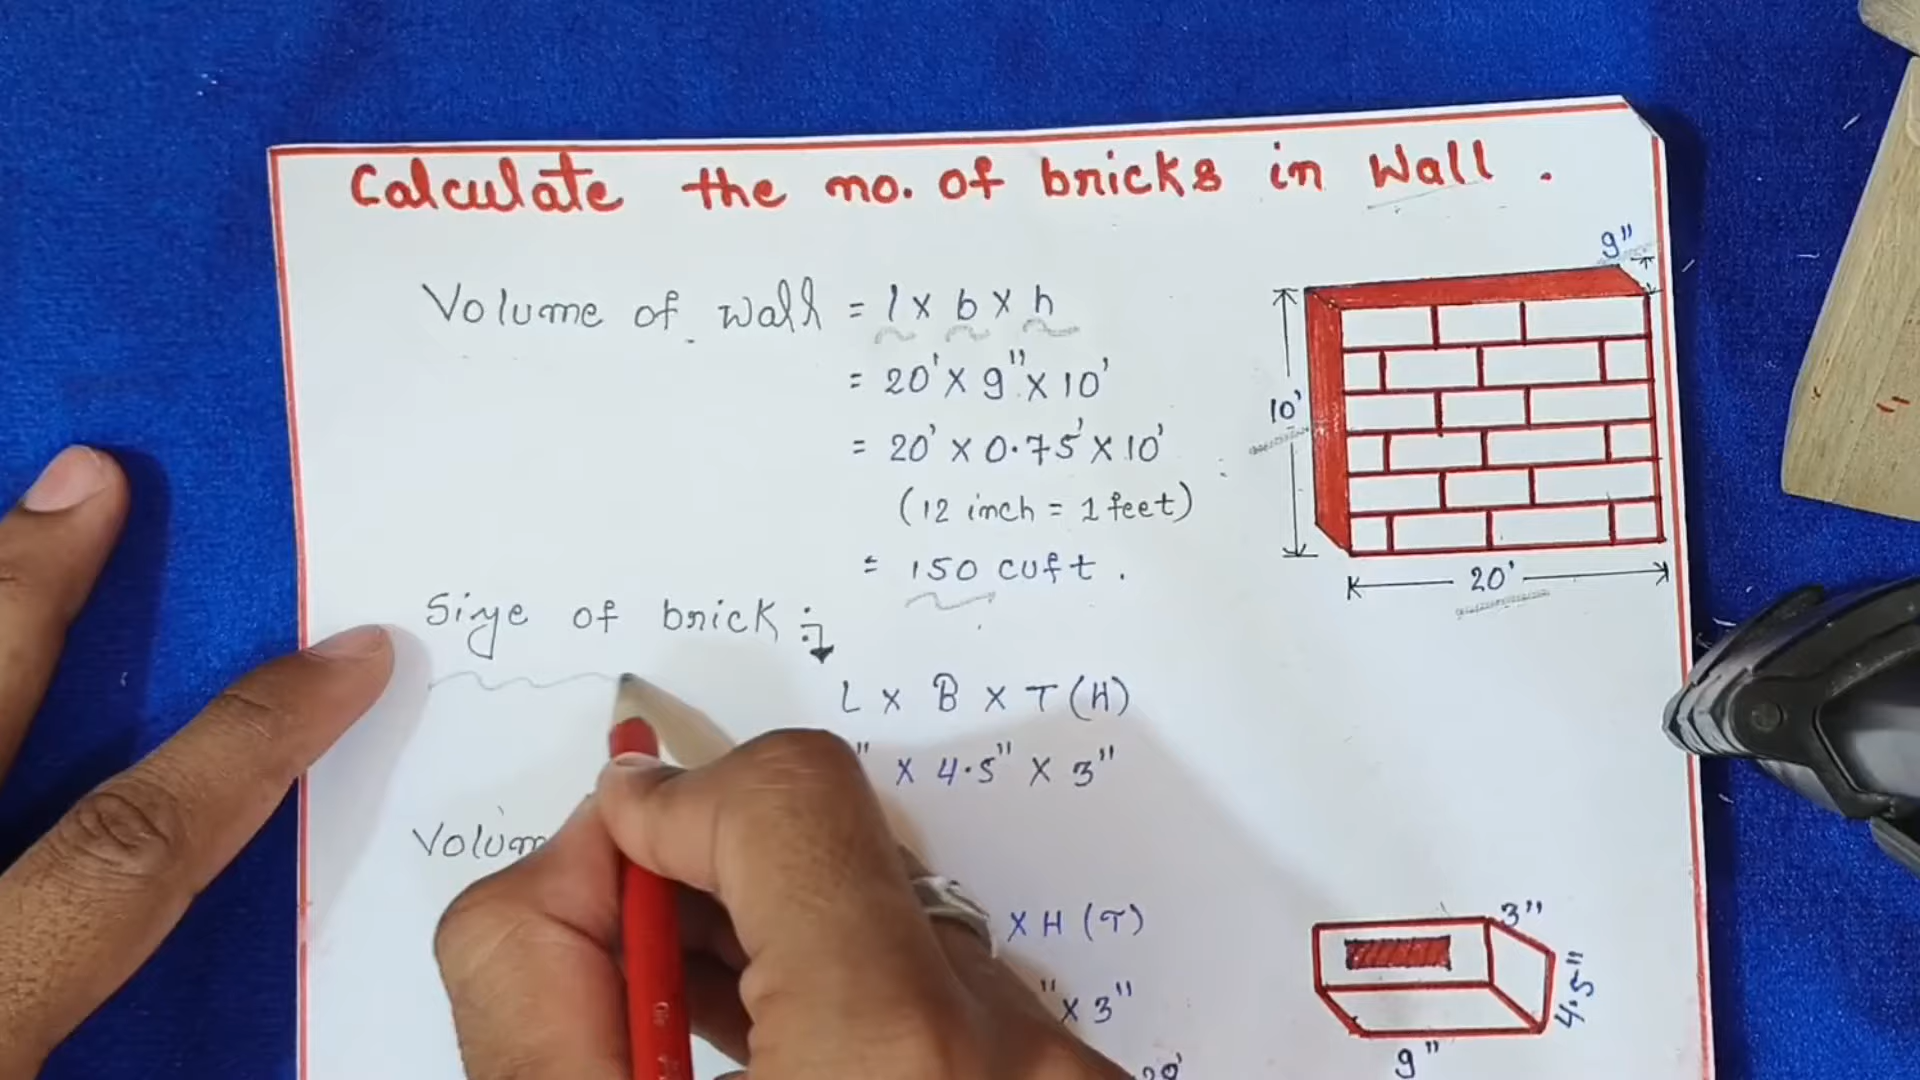 Calculate the no. of bricks in Wall .
9"
Volume of wall = l x b x h
= 20' x 9" x 10'
10'
= 20' x 0.75' x 10'
(12 inch = 1 feet)
= 150 cuft .
20'
Size of brick :-
L x B x T (H)
" x 4.5" x 3"
x H (T)
3"
4.5"
" x 3"
9"